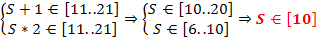 {S + 1 ∈ [11..21] ⇒ {S ∈ [10..20] ⇒ S ∈ [10]
{S * 2 ∈ [11..21] {S ∈ [6..10]